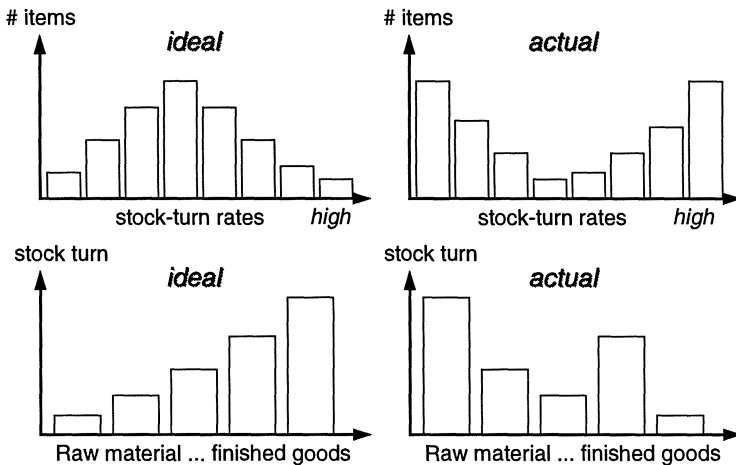 # items
ideal
stock-turn rates high
# items
actual
stock-turn rates high
stock turn
ideal
Raw material ... finished goods
stock turn
actual
Raw material ... finished goods